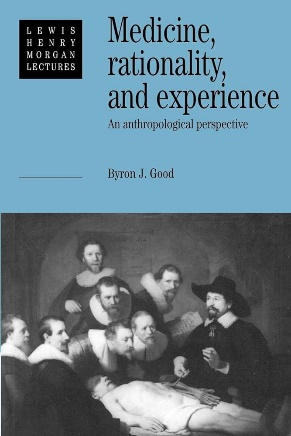 LEWIS
HENRY
MORGAN
LECTURES
Medicine,
rationality,
and experience
An anthropological perspective
Byron J. Good